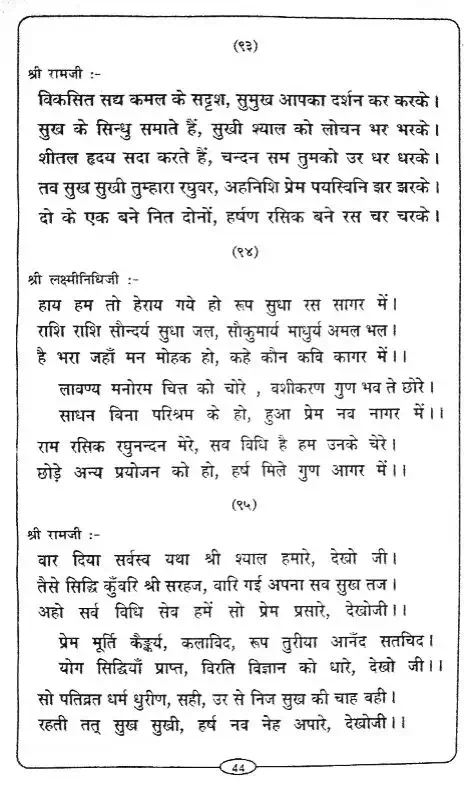 (९३)
श्री रामजी :-
विकसित सद्य कमल के सदृश, सुमुख आपका दर्शन कर करके।
सुख के सिन्धु समाते हैं, सुखी श्याल को लोचन भर भरके।
शीतल हृदय सदा करते हैं, चन्दन सम तुमको उर धर धरके।
तव सुख सुखी तुम्हारा रघुवर, अहनिशि प्रेम पयस्विनि झर झरके।
दो के एक बने नित दोनों, हर्षण रसिक बने रस चर चरके।
(९४)
श्री लक्ष्मीनिधिजी :-
हाय हम तो हेराय गये हो रूप सुधा रस सागर में।
राशि राशि सौन्दर्य सुधा जल, सौकुमार्य माधुर्य अमल भल।
है भरा जहाँ मन मोहक हो, कहे कौन कवि कागर में।।
लावण्य मनोरम चित्त को चोरे , वशीकरण गुण भव ते छोरे।
साधन बिना परिश्रम के हो, हुआ प्रेम नव नागर में।।
राम रसिक रघुनन्दन मेरे, सब विधि है हम उनके चेरे।
छोड़े अन्य प्रयोजन को हो, हर्ष मिले गुण आगर में।।
(९५)
श्री रामजी :-
वार दिया सर्वस्व यथा श्री श्याल हमारे, देखो जी।
तैसे सिद्धि कुँवरि श्री सरहज, वारि गई अपना सब सुख तज।
अहो सर्व विधि सेव हमें सो प्रेम प्रसारे, देखोजी।।
प्रेम मूर्ति कैङ्कर्य, कलाविद, रूप तुरीया आनँद सतचिद।
योग सिद्धियाँ प्राप्त, विरति विज्ञान को धारे, देखो जी।।
सो पतिव्रत धर्म धुरीण, सही, उर से निज सुख की चाह बही।
रहती तत् सुख सुखी, हर्ष नव नेह अपारे, देखोजी।।
44